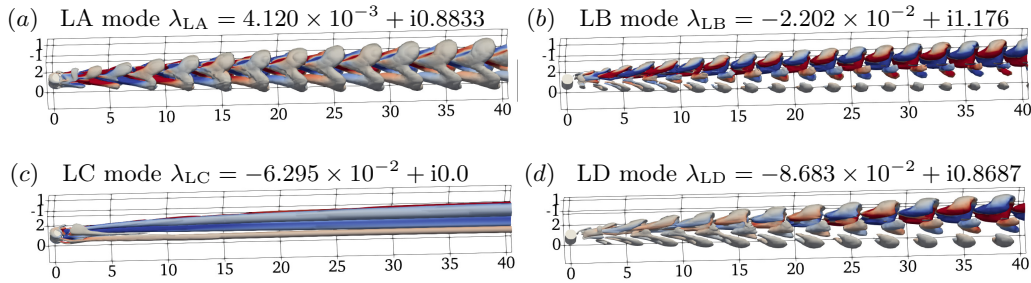 (a) LA mode λ_LA = 4.120 × 10⁻³ + i0.8833
1
-1
2
0
0 5 10 15 20 25 30 35 40
(b) LB mode λ_LB = −2.202 × 10⁻² + i1.176
1
-1
2
0
0 5 10 15 20 25 30 35 40
(c) LC mode λ_LC = −6.295 × 10⁻² + i0.0
1
-1
2
0
0 5 10 15 20 25 30 35 40
(d) LD mode λ_LD = −8.683 × 10⁻² + i0.8687
1
-1
2
0
0 5 10 15 20 25 30 35 40